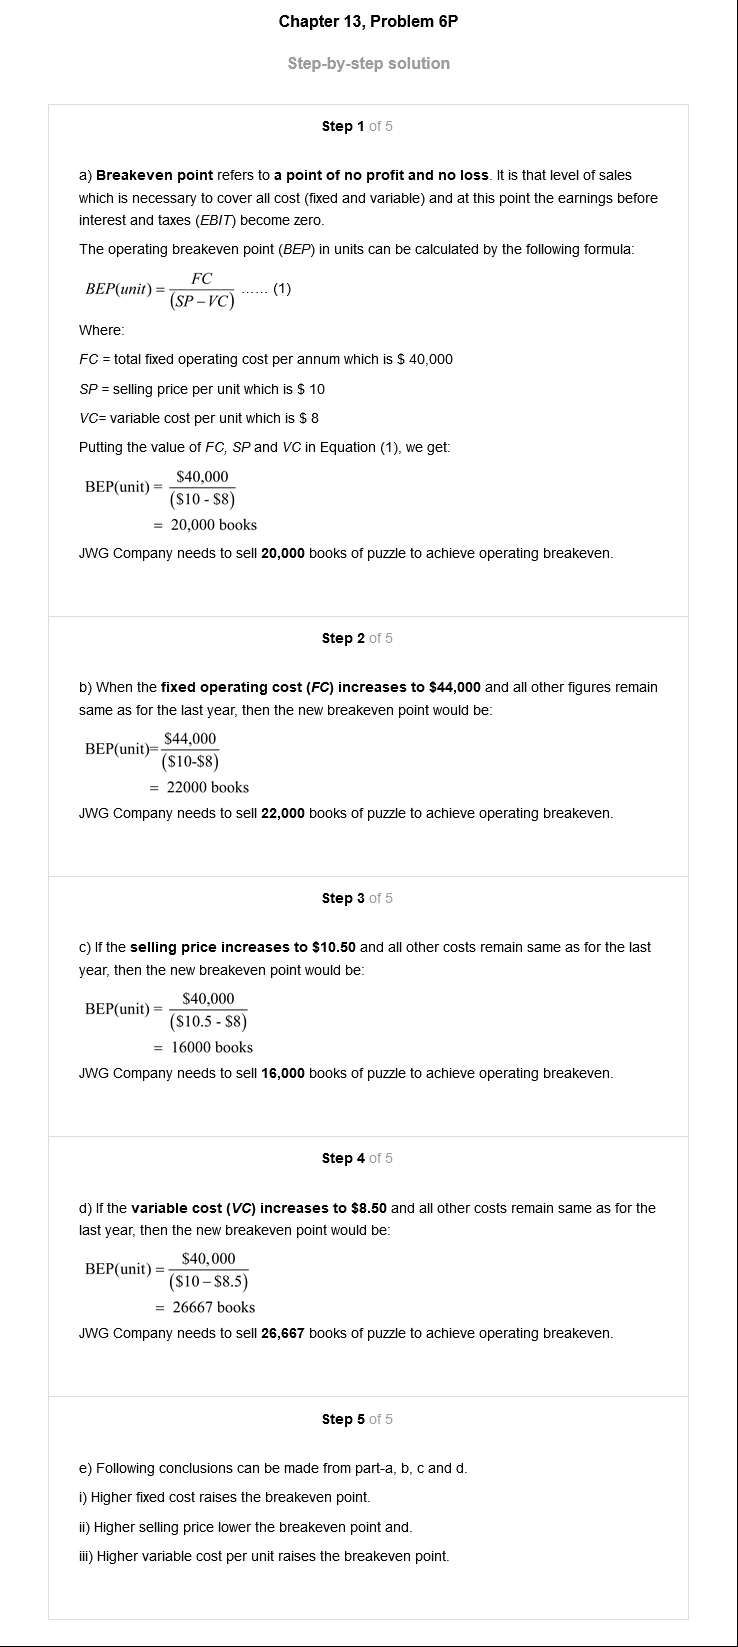 Chapter 13, Problem 6P
Step-by-step solution
Step 1 of 5
a) Breakeven point refers to a point of no profit and no loss. It is that level of sales
which is necessary to cover all cost (fixed and variable) and at this point the earnings before
interest and taxes (EBIT) become zero.
The operating breakeven point (BEP) in units can be calculated by the following formula:
BEP(unit) = FC / (SP – VC) ...... (1)
Where:
FC = total fixed operating cost per annum which is $ 40,000
SP = selling price per unit which is $ 10
VC= variable cost per unit which is $ 8
Putting the value of FC, SP and VC in Equation (1), we get:
BEP(unit) = $40,000 / ($10 - $8)
= 20,000 books
JWG Company needs to sell 20,000 books of puzzle to achieve operating breakeven.
Step 2 of 5
b) When the fixed operating cost (FC) increases to $44,000 and all other figures remain
same as for the last year, then the new breakeven point would be:
BEP(unit)= $44,000 / ($10-$8)
= 22000 books
JWG Company needs to sell 22,000 books of puzzle to achieve operating breakeven.
Step 3 of 5
c) If the selling price increases to $10.50 and all other costs remain same as for the last
year, then the new breakeven point would be:
BEP(unit) = $40,000 / ($10.5 - $8)
= 16000 books
JWG Company needs to sell 16,000 books of puzzle to achieve operating breakeven.
Step 4 of 5
d) If the variable cost (VC) increases to $8.50 and all other costs remain same as for the
last year, then the new breakeven point would be:
BEP(unit) = $40,000 / ($10 – $8.5)
= 26667 books
JWG Company needs to sell 26,667 books of puzzle to achieve operating breakeven.
Step 5 of 5
e) Following conclusions can be made from part-a, b, c and d.
i) Higher fixed cost raises the breakeven point.
ii) Higher selling price lower the breakeven point and.
iii) Higher variable cost per unit raises the breakeven point.